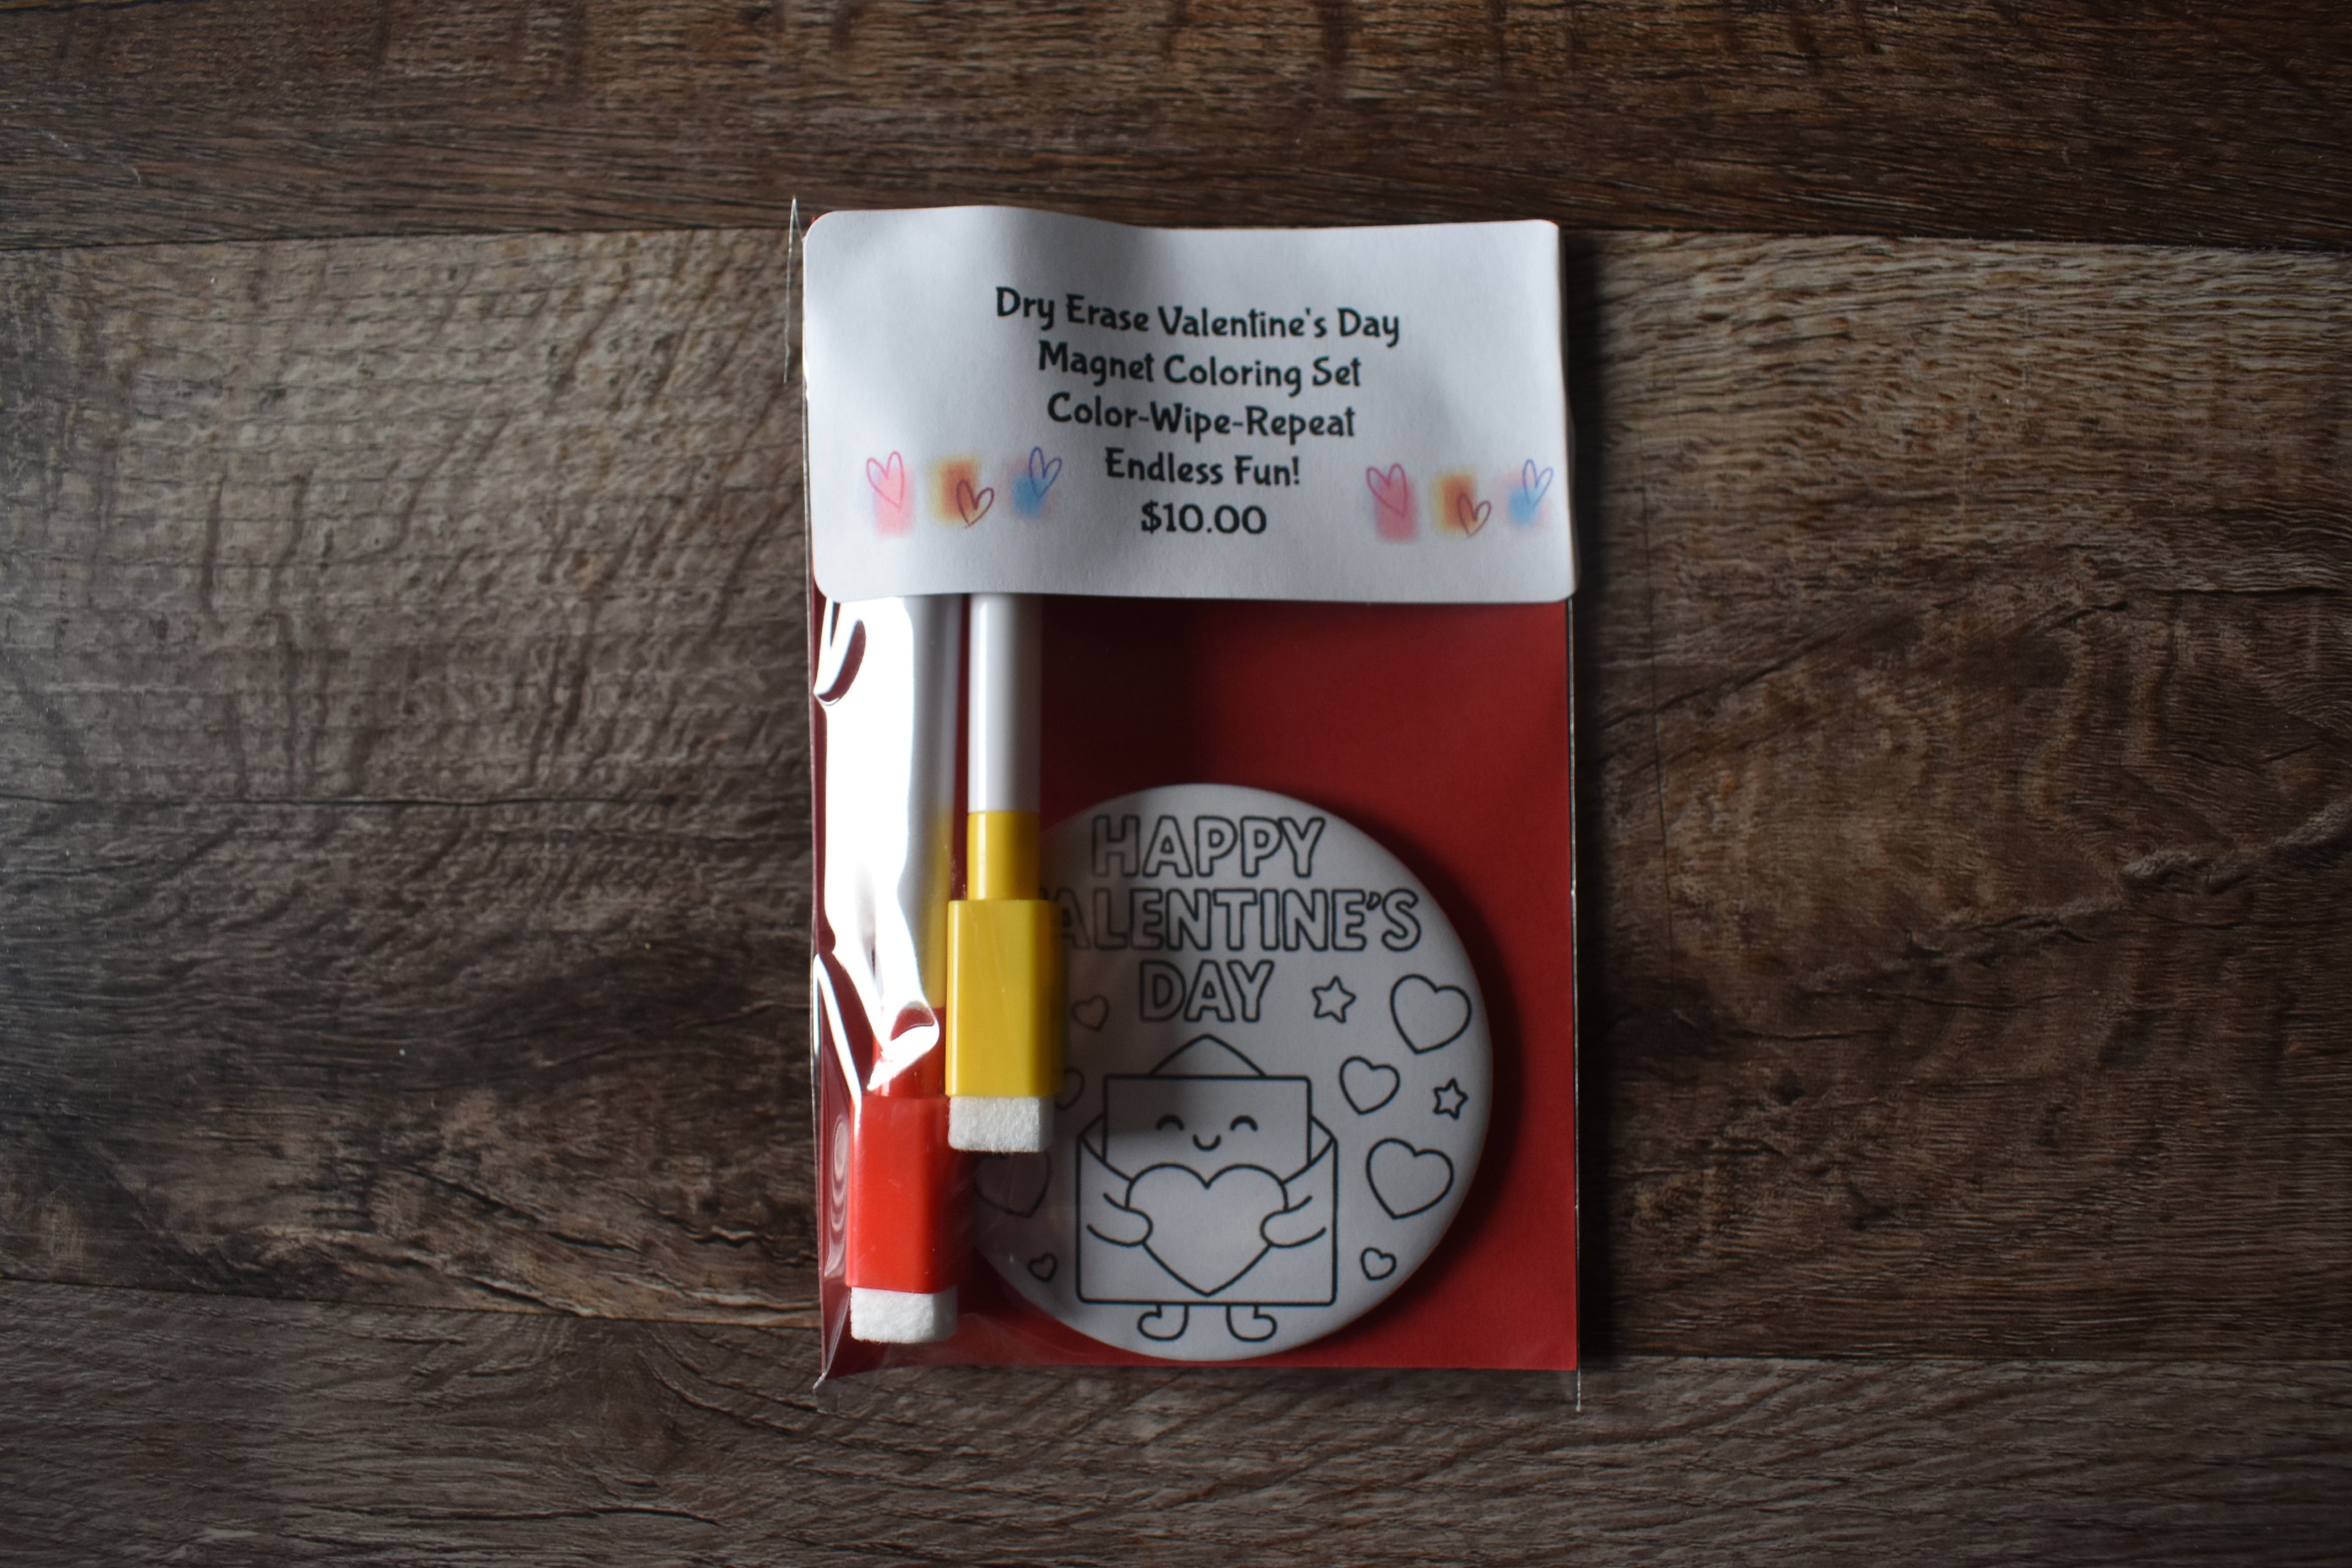 Dry Erase Valentine's Day
Magnet Coloring Set
Color-Wipe-Repeat
Endless Fun!
$10.00
HAPPY
ALENTINE'S
DAY